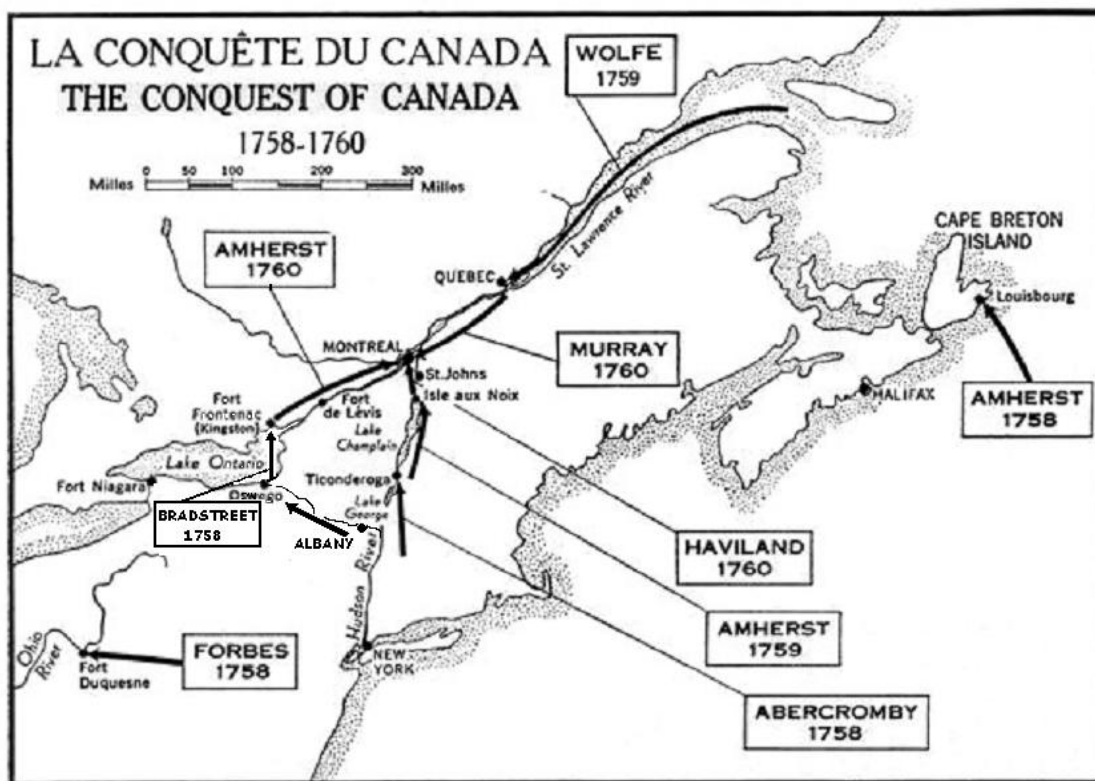 LA CONQUÊTE DU CANADA
THE CONQUEST OF CANADA
1758-1760
0 50 100 200 300
Milles Milles
WOLFE
1759
St. Lawrence River
AMHERST
1760
QUEBEC
CAPE BRETON
ISLAND
Louisbourg
MONTREAL
MURRAY
1760
St. Johns
Isle aux Noix
HALIFAX
AMHERST
1758
Fort
Frontenac
(Kingston)
Fort
de Lévis
Lake
Champlain
Lake Ontario
Fort Niagara
Oswego
Ticonderoga
Lake
George
BRADSTREET
1758
ALBANY
HAVILAND
1760
Hudson River
AMHERST
1759
Ohio
River
Fort
Duquesne
FORBES
1758
NEW
YORK
ABERCROMBY
1758